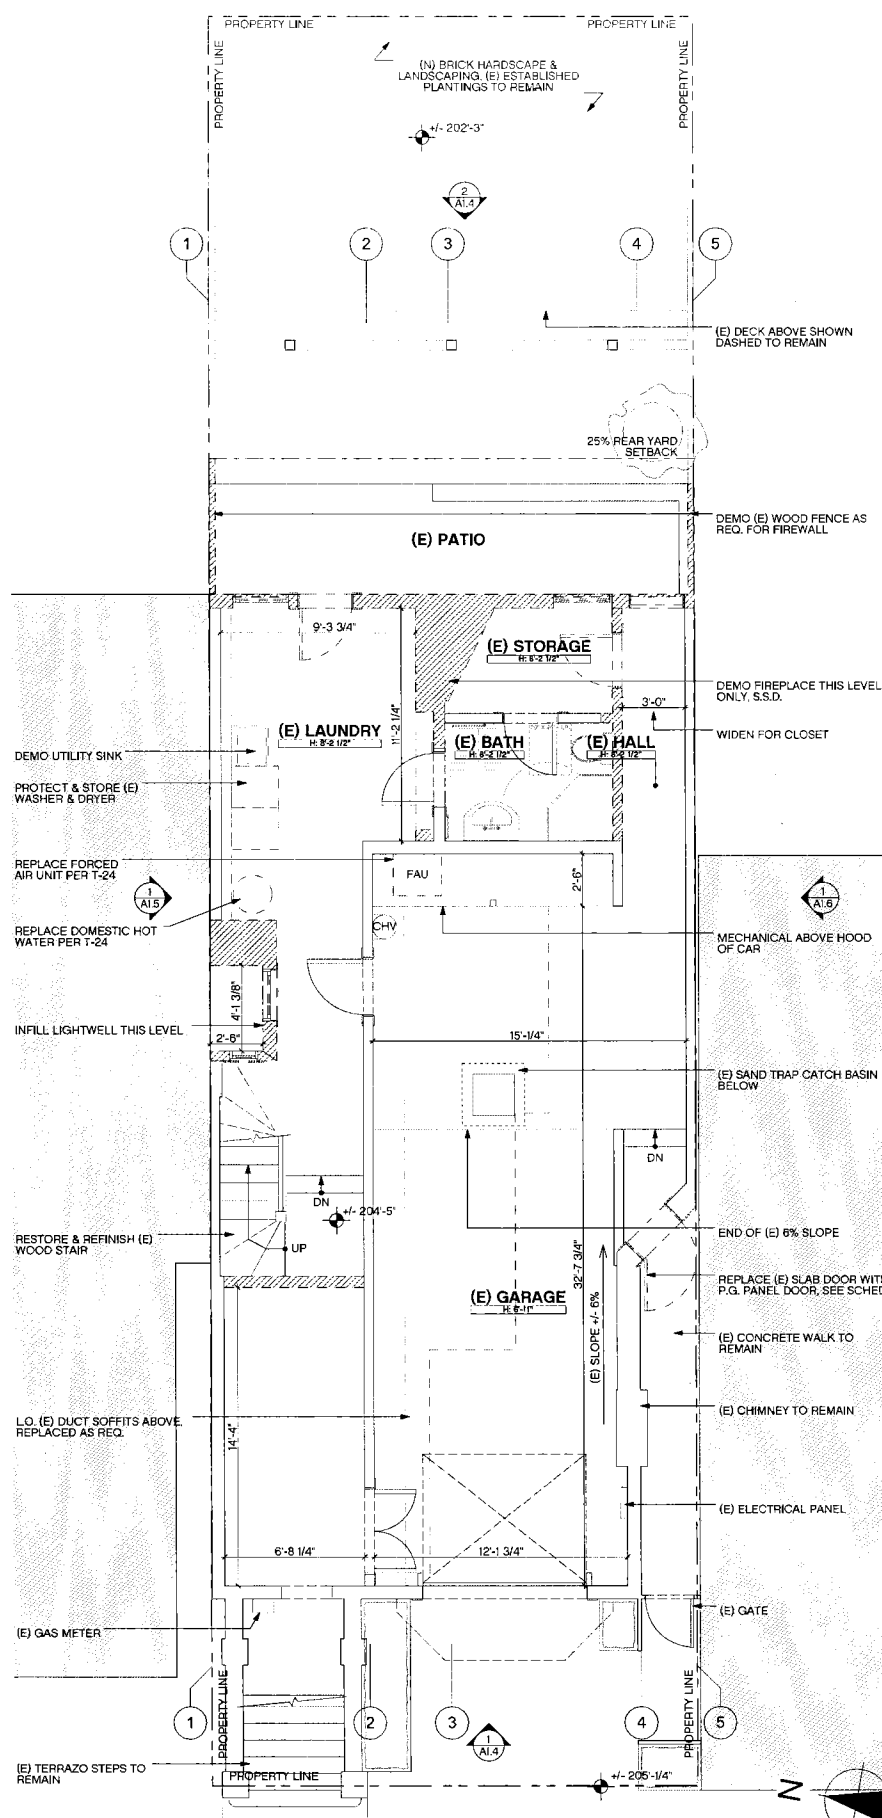 PROPERTY LINE
PROPERTY LINE
PROPERTY LINE
PROPERTY LINE
(N) BRICK HARDSCAPE &
LANDSCAPING. (E) ESTABLISHED
PLANTINGS TO REMAIN
+/- 202'-3"
2
A1.4
1
2
3
4
5
(E) DECK ABOVE SHOWN
DASHED TO REMAIN
25% REAR YARD
SETBACK
DEMO (E) WOOD FENCE AS
REQ. FOR FIREWALL
(E) PATIO
9'-3 3/4"
(E) STORAGE
H: 8'-2 1/2"
DEMO FIREPLACE THIS LEVEL
ONLY, S.S.D.
3'-0"
11'-2 1/4"
(E) LAUNDRY
H: 8'-2 1/2"
(E) BATH
H: 8'-2 1/2"
(E) HALL
H: 8'-2 1/2"
WIDEN FOR CLOSET
DEMO UTILITY SINK
PROTECT & STORE (E)
WASHER & DRYER
REPLACE FORCED
AIR UNIT PER T-24
FAU
2'-6"
1
A1.5
1
A1.6
REPLACE DOMESTIC HOT
WATER PER T-24
CHV
MECHANICAL ABOVE HOOD
OF CAR
4'-1 3/8"
INFILL LIGHTWELL THIS LEVEL
2'-6"
15'-1/4"
(E) SAND TRAP CATCH BASIN
BELOW
DN
DN
+/- 204'-5"
RESTORE & REFINISH (E)
WOOD STAIR
UP
END OF (E) 6% SLOPE
32'-7 3/4"
REPLACE (E) SLAB DOOR WIT
P.G. PANEL DOOR, SEE SCHED
(E) GARAGE
(E) SLOPE +/- 6%
(E) CONCRETE WALK TO
REMAIN
L.O. (E) DUCT SOFFITS ABOVE,
REPLACED AS REQ.
14'-4"
(E) CHIMNEY TO REMAIN
(E) ELECTRICAL PANEL
6'-8 1/4"
12'-1 3/4"
(E) GAS METER
(E) GATE
PROPERTY LINE
PROPERTY LINE
1
2
3
4
5
1
A1.4
(E) TERRAZO STEPS TO
REMAIN
PROPERTY LINE
+/- 205'-1/4"
N